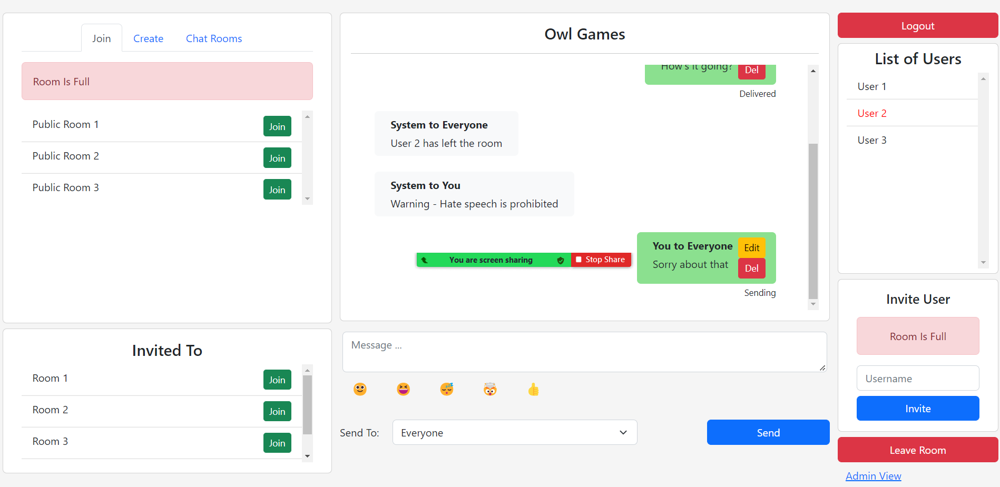 Join
Create
Chat Rooms
Room Is Full
Public Room 1
Join
Public Room 2
Join
Public Room 3
Join
Invited To
Room 1
Join
Room 2
Join
Room 3
Join
Owl Games
How's it going?
Del
Delivered
System to Everyone
User 2 has left the room
System to You
Warning - Hate speech is prohibited
You are screen sharing
Stop Share
You to Everyone
Edit
Sorry about that
Del
Sending
Message ...
Send To:
Everyone
Send
Logout
List of Users
User 1
User 2
User 3
Invite User
Room Is Full
Username
Invite
Leave Room
Admin View